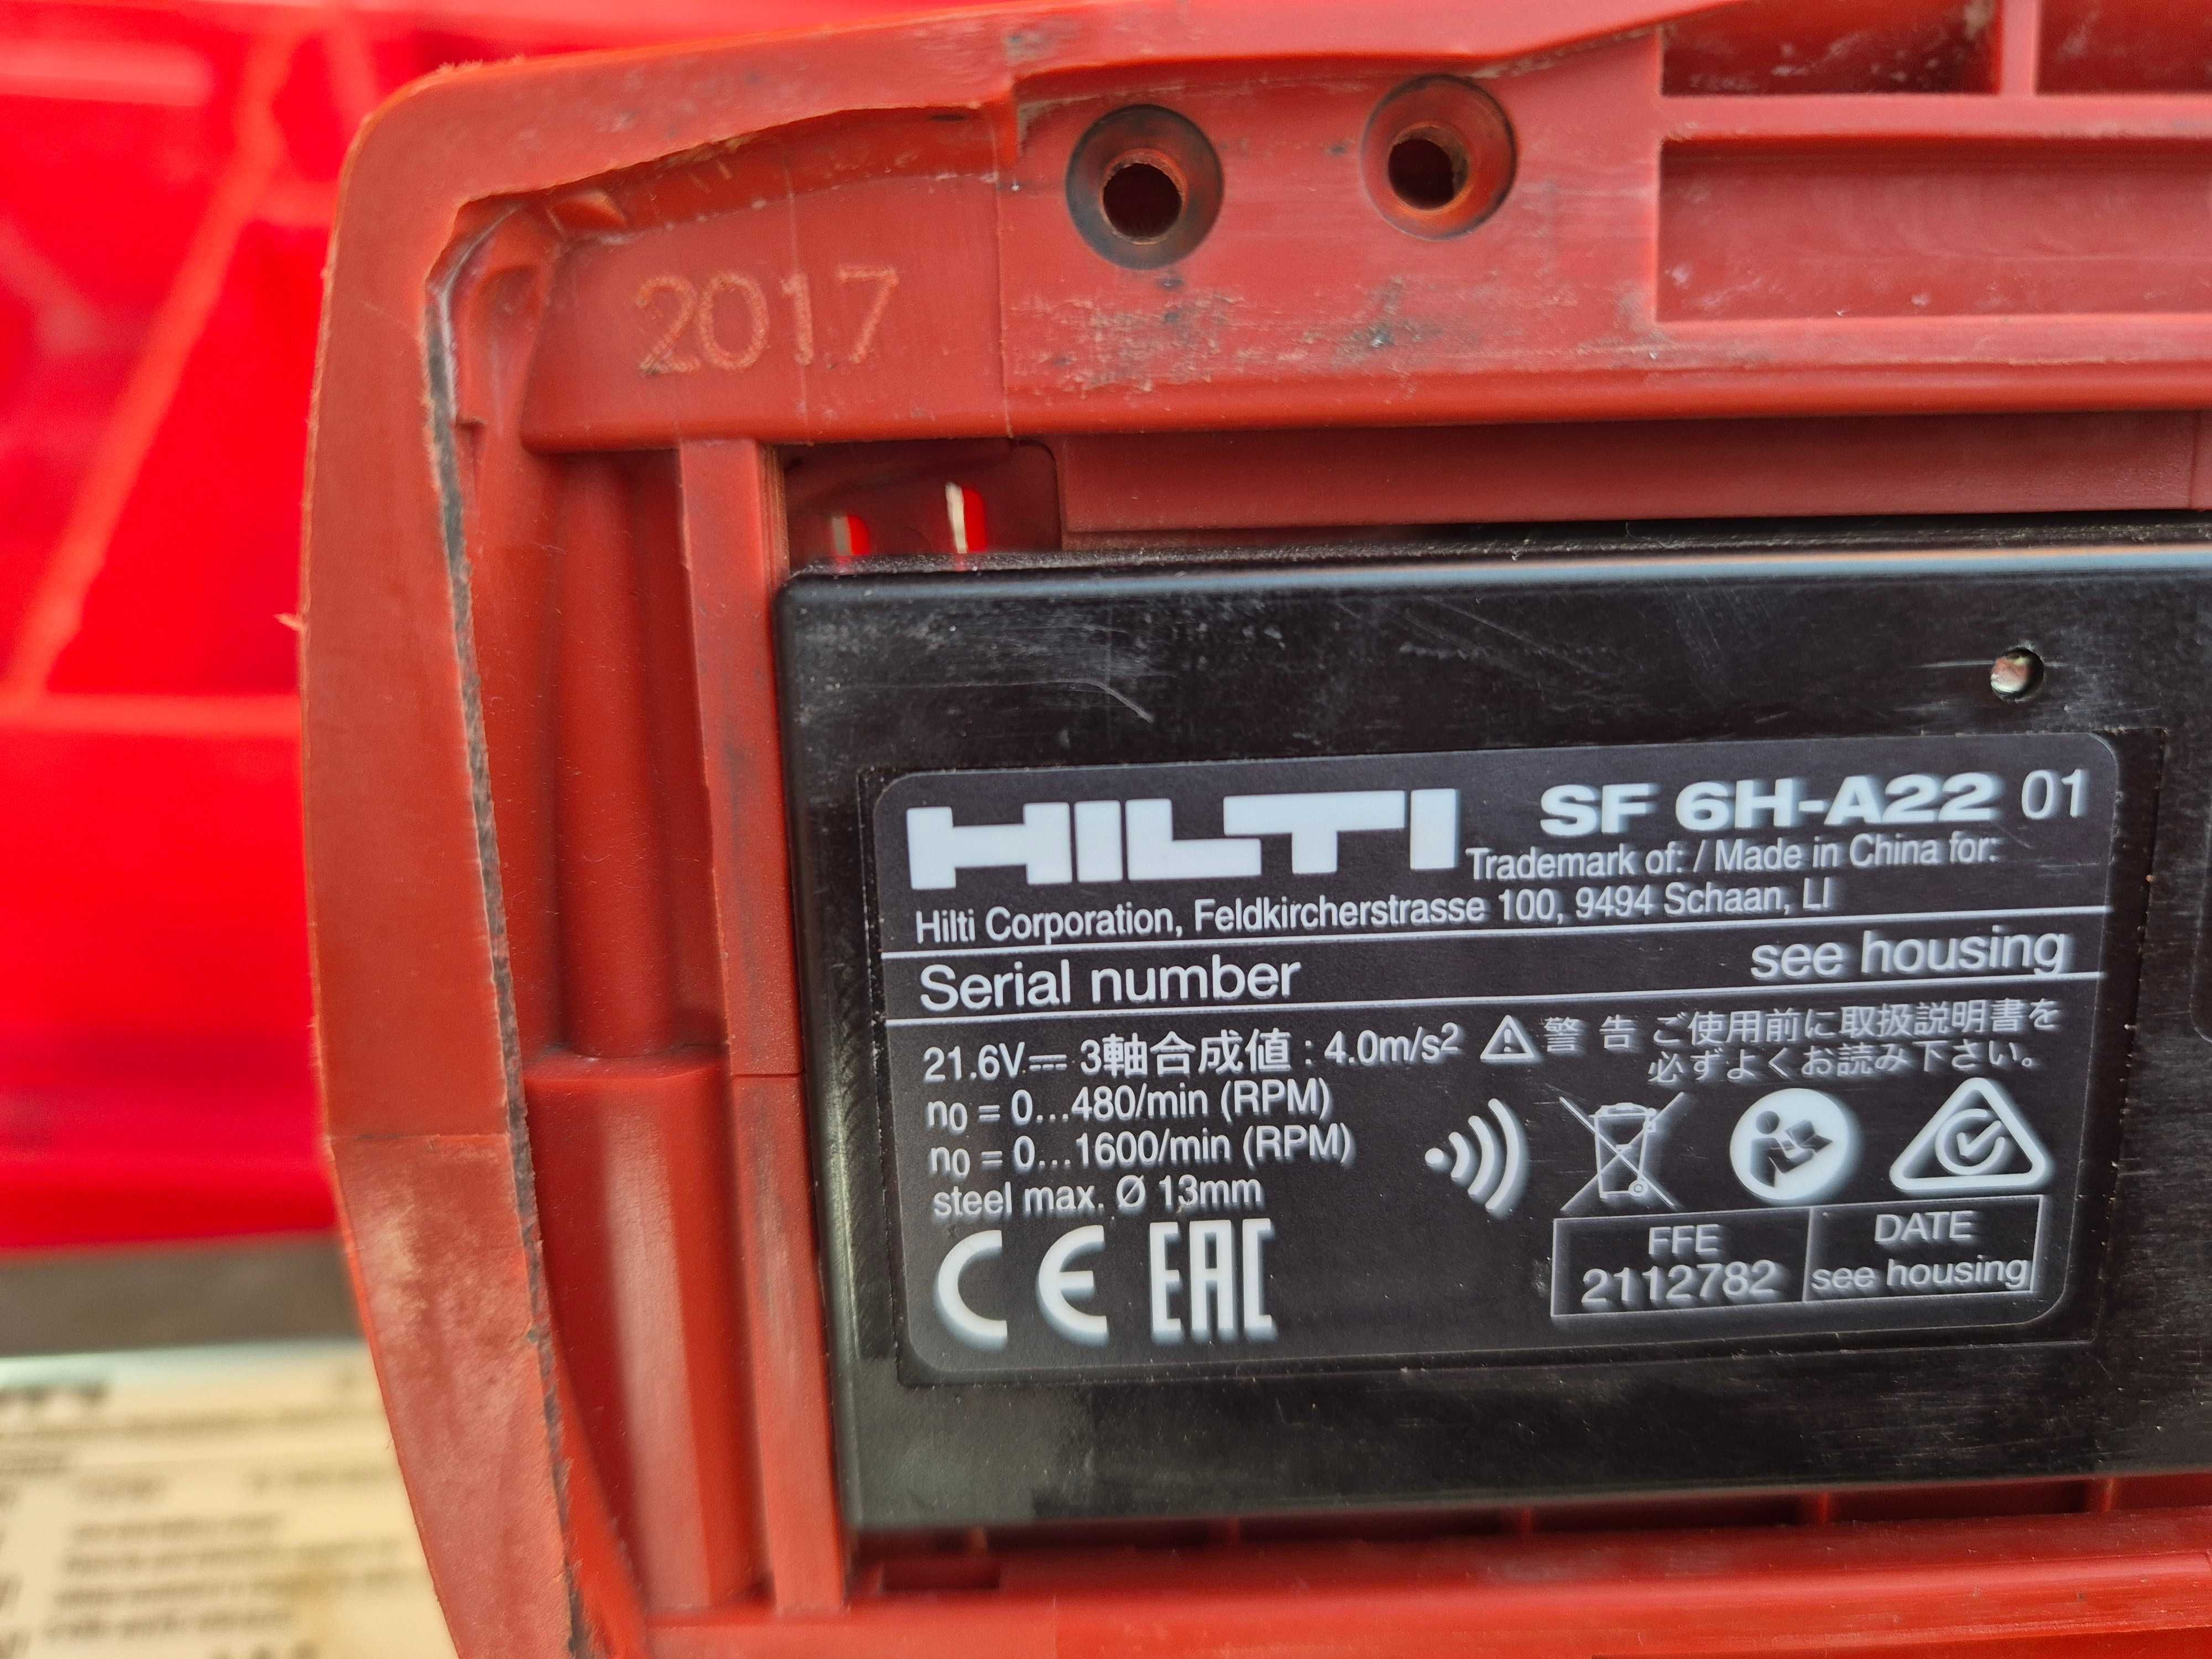 2017
HILTI SF 6H-A22 01
Trademark of: / Made in China for:
Hilti Corporation, Feldkircherstrasse 100, 9494 Schaan, LI
Serial number see housing
21.6V⎓ 3軸合成値 : 4.0m/s² 警 告 ご使用前に取扱説明書を
必ずよくお読み下さい。
n0 = 0...480/min (RPM)
n0 = 0...1600/min (RPM)
steel max. Ø 13mm
CE EAC
FFE DATE
2112782 see housing